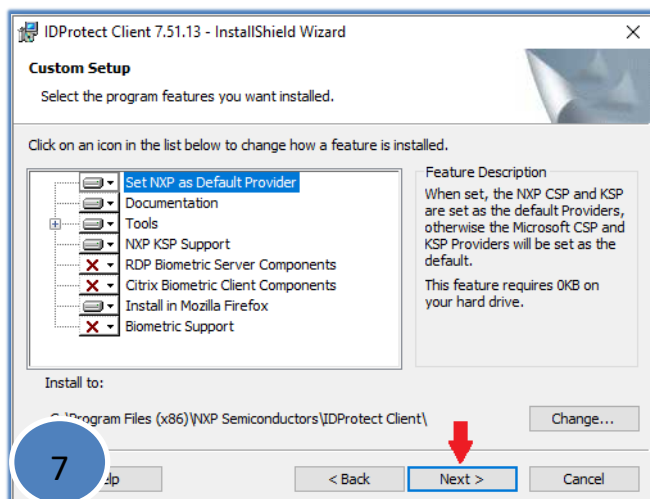 IDProtect Client 7.51.13 - InstallShield Wizard
Custom Setup
Select the program features you want installed.
Click on an icon in the list below to change how a feature is installed.
Set NXP as Default Provider
Documentation
Tools
NXP KSP Support
RDP Biometric Server Components
Citrix Biometric Client Components
Install in Mozilla Firefox
Biometric Support
Feature Description
When set, the NXP CSP and KSP
are set as the default Providers,
otherwise the Microsoft CSP and
KSP Providers will be set as the
default.
This feature requires 0KB on
your hard drive.
Install to:
Program Files (x86)\NXP Semiconductors\IDProtect Client\
Change...
7
< Back
Next >
Cancel